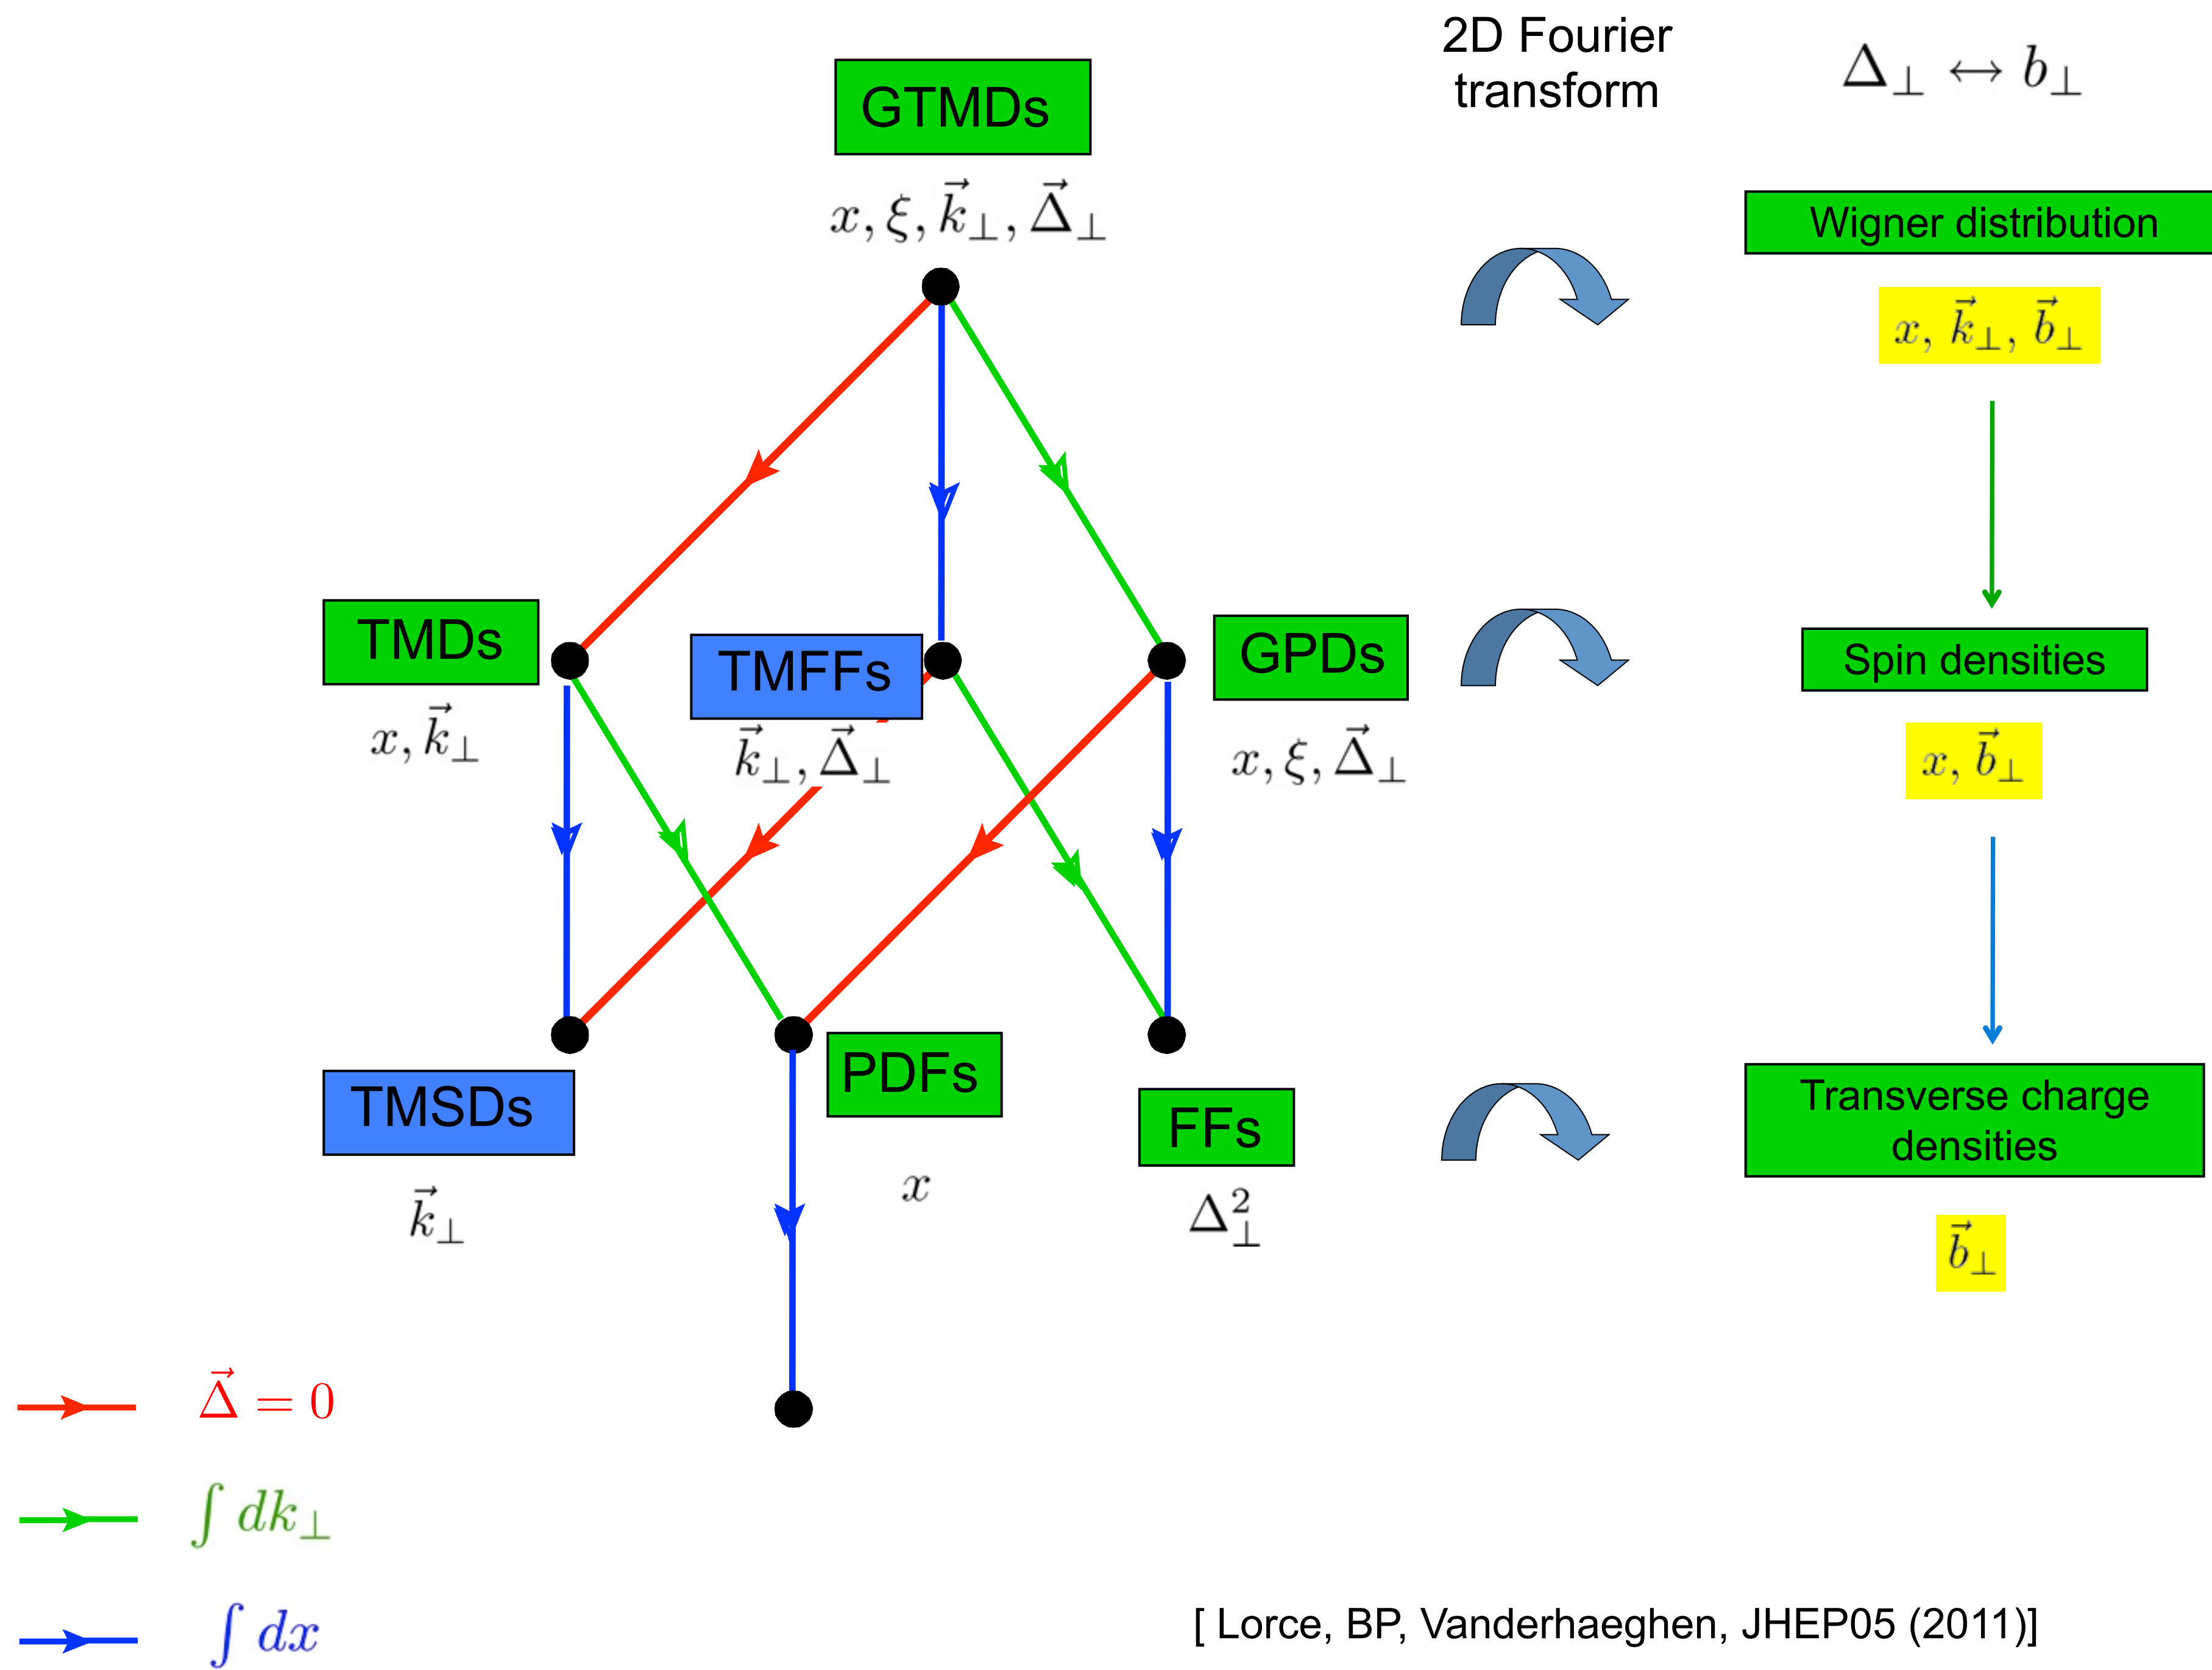 2D Fourier
transform
Δ⊥ ↔ b⊥
GTMDs
x, ξ, k⃗⊥, Δ⃗⊥
Wigner distribution
x, k⃗⊥, b⃗⊥
TMDs
x, k⃗⊥
TMFFs
k⃗⊥, Δ⃗⊥
GPDs
x, ξ, Δ⃗⊥
Spin densities
x, b⃗⊥
TMSDs
k⃗⊥
PDFs
x
FFs
Δ²⊥
Transverse charge
densities
b⃗⊥
Δ⃗ = 0
∫ dk⊥
∫ dx
[ Lorce, BP, Vanderhaeghen, JHEP05 (2011)]